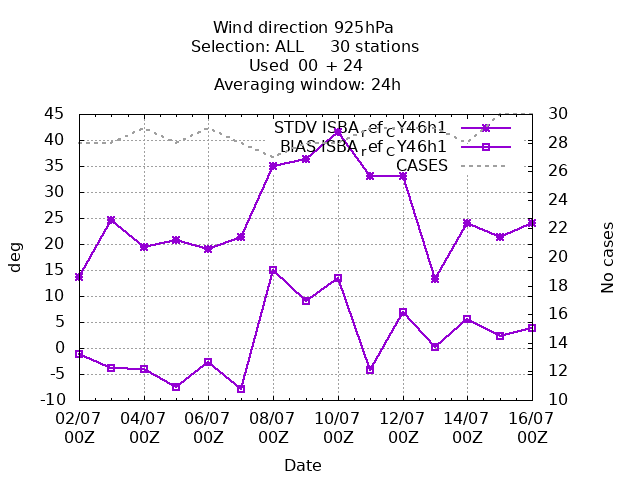 Wind direction 925hPa
Selection: ALL 30 stations
Used 00 + 24
Averaging window: 24h
45 30
STDV ISBA_ref_CY46h1
40 28
BIAS ISBA_ref_CY46h1
35 26
CASES
30 24
25 22
20 20
15 18
10 16
5 14
0 12
-5 10
-10
deg
No cases
02/07 04/07 06/07 08/07 10/07 12/07 14/07 16/07
00Z 00Z 00Z 00Z 00Z 00Z 00Z 00Z
Date